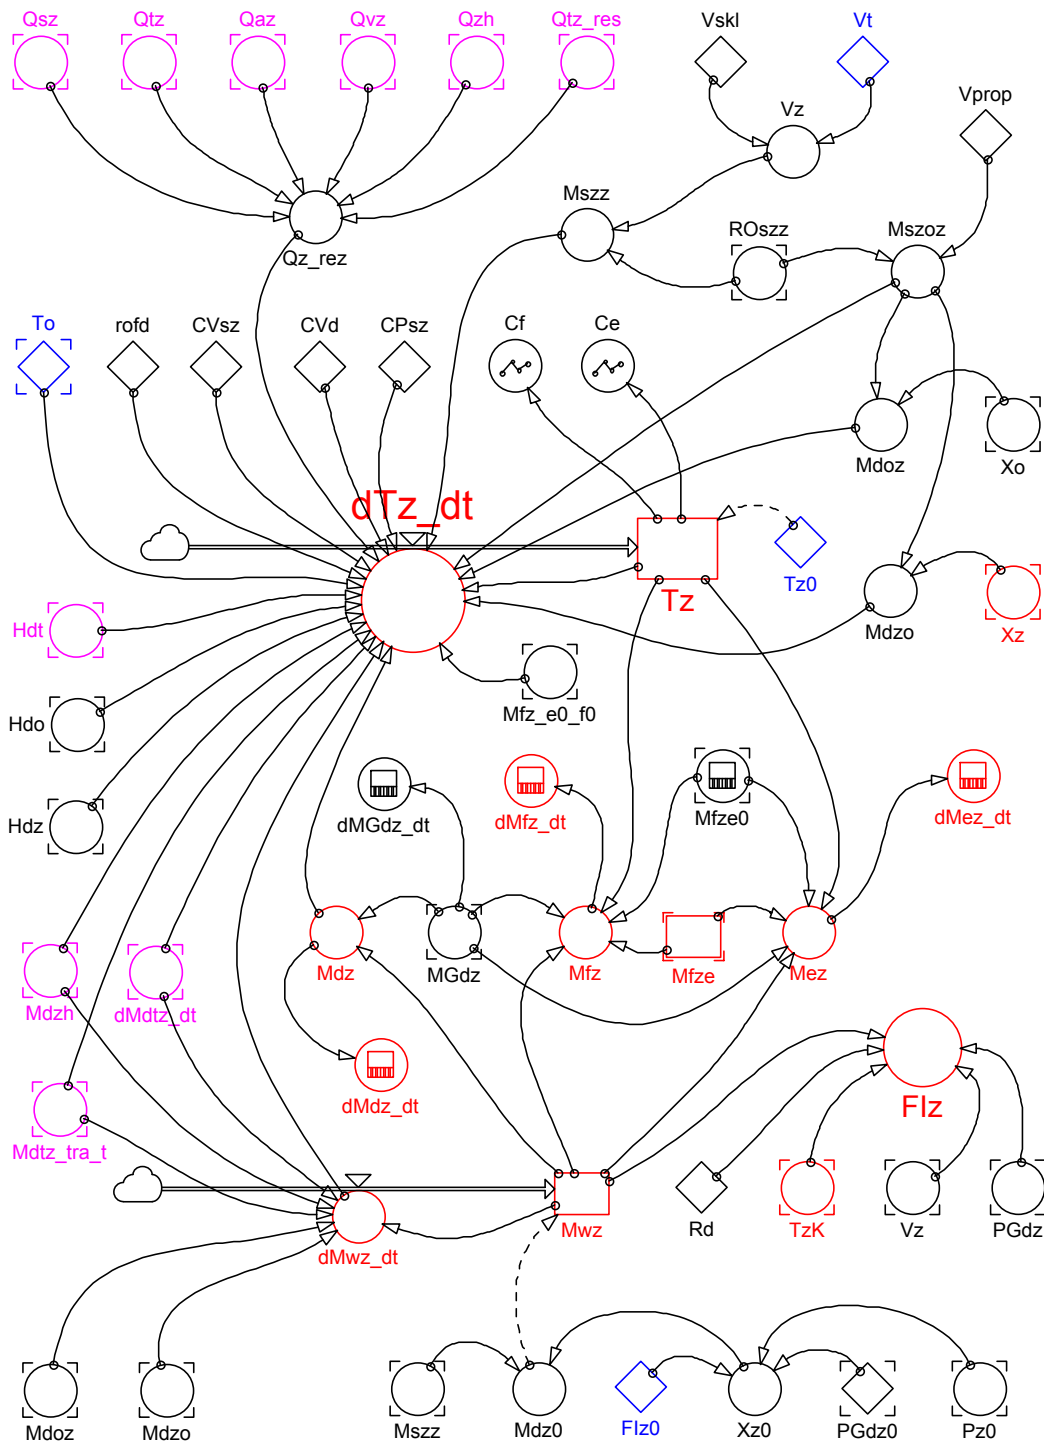 Qsz Qtz Qaz Qvz Qzh Qtz_res Vskl Vt
Vprop
Vz
Mszz
ROszz
Mszoz
Qz_rez
To rofd CVsz CVd CPsz Cf Ce
Mdoz Xo
dTz_dt
Tz Tz0
Mdzo Xz
Hdt
Mfz_e0_f0
Hdo
dMGdz_dt dMfz_dt Mfze0 dMez_dt
Hdz
Mdz MGdz Mfz Mfze Mez
Mdzh dMdtz_dt
dMdz_dt FIz
Mdtz_tra_t
dMwz_dt Mwz Rd TzK Vz PGdz
Mdoz Mdzo Mszz Mdz0 FIz0 Xz0 PGdz0 Pz0